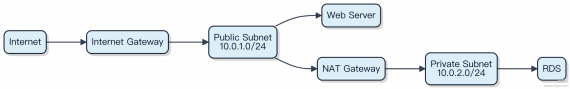 Internet
Internet Gateway
Public Subnet
10.0.1.0/24
Web Server
NAT Gateway
Private Subnet
10.0.2.0/24
RDS